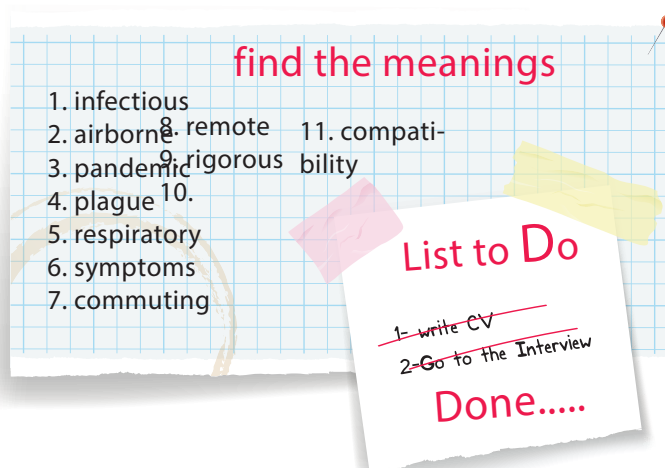 find the meanings
1. infectious
2. airborne
3. pandemic
4. plague
5. respiratory
6. symptoms
7. commuting
8. remote
9. rigorous
10.
11. compati-
bility
List to Do
1- write CV
2-Go to the Interview
Done.....